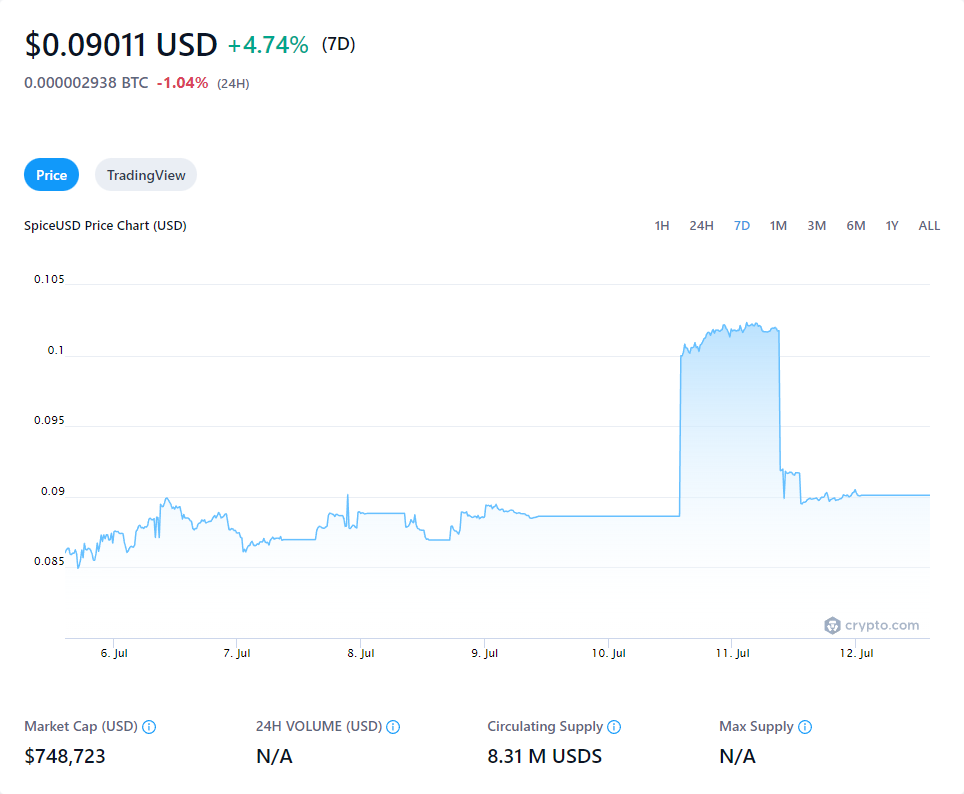 $0.09011 USD +4.74% (7D)
0.000002938 BTC -1.04% (24H)
Price TradingView
SpiceUSD Price Chart (USD) 1H 24H 7D 1M 3M 6M 1Y ALL
0.105
0.1
0.095
0.09
0.085
crypto.com
6. Jul 7. Jul 8. Jul 9. Jul 10. Jul 11. Jul 12. Jul
Market Cap (USD) 24H VOLUME (USD) Circulating Supply Max Supply
$748,723 N/A 8.31 M USDS N/A